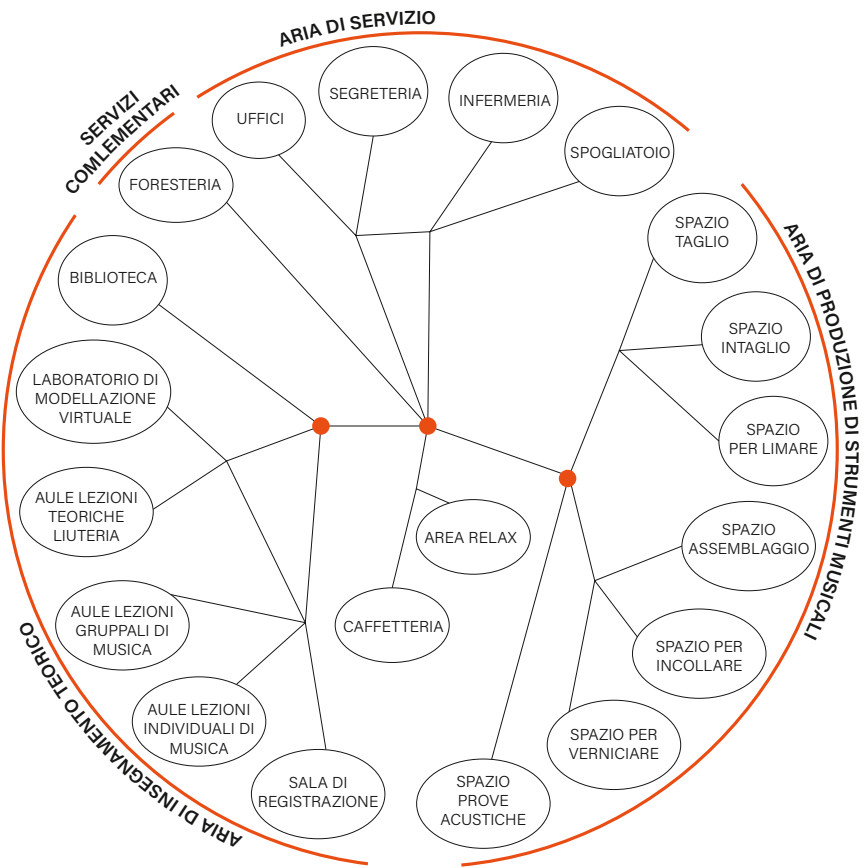 ARIA DI SERVIZIO
SERVIZI
COMLEMENTARI
SEGRETERIA
INFERMERIA
UFFICI
SPOGLIATOIO
FORESTERIA
SPAZIO
TAGLIO
BIBLIOTECA
SPAZIO
INTAGLIO
LABORATORIO DI
MODELLAZIONE
VIRTUALE
SPAZIO
PER LIMARE
ARIA DI PRODUZIONE DI STRUMENTI MUSICALI
AULE LEZIONI
TEORICHE
LIUTERIA
AREA RELAX
SPAZIO
ASSEMBLAGGIO
AULE LEZIONI
GRUPPALI DI
MUSICA
CAFFETTERIA
SPAZIO PER
INCOLLARE
ARIA DI INSEGNAMENTO TEORICO
AULE LEZIONI
INDIVIDUALI DI
MUSICA
SPAZIO PER
VERNICIARE
SALA DI
REGISTRAZIONE
SPAZIO
PROVE
ACUSTICHE